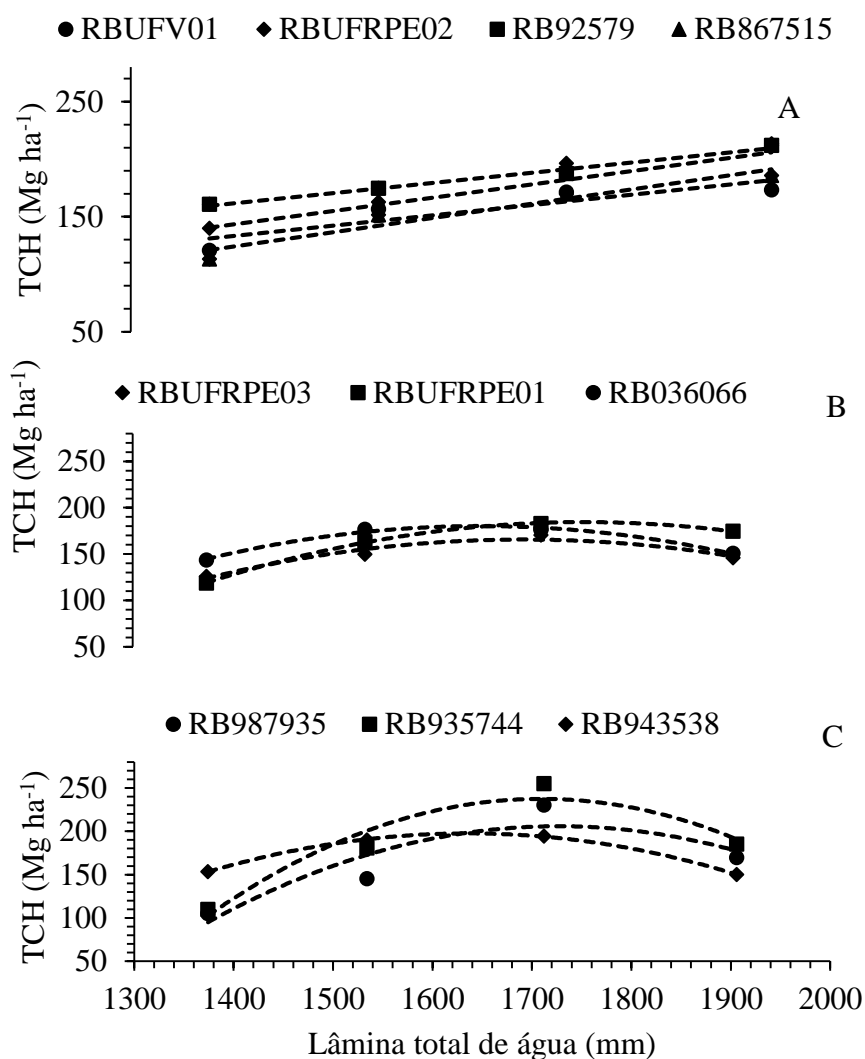 RBUFV01 RBUFRPE02 RB92579 RB867515
A
250
150
50
TCH (Mg ha⁻¹)
RBUFRPE03 RBUFRPE01 RB036066
B
250
200
150
100
50
TCH (Mg ha⁻¹)
RB987935 RB935744 RB943538
C
250
200
150
100
50
TCH (Mg ha⁻¹)
1300 1400 1500 1600 1700 1800 1900 2000
Lâmina total de água (mm)